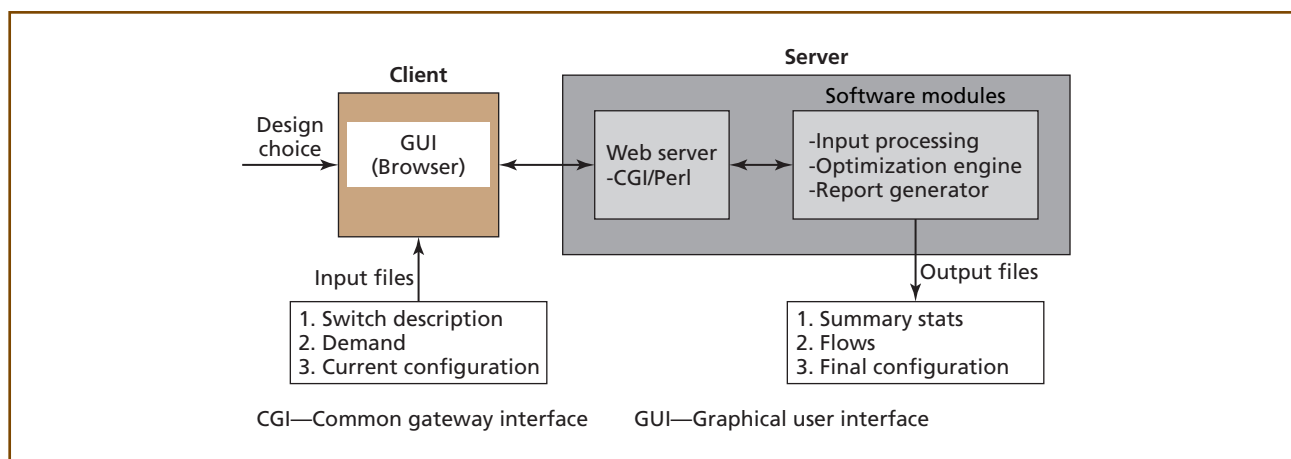 Server
Client
Software modules
Design
choice
GUI
(Browser)
Web server
-CGI/Perl
-Input processing
-Optimization engine
-Report generator
Input files
Output files
1. Switch description
2. Demand
3. Current configuration
1. Summary stats
2. Flows
3. Final configuration
CGI—Common gateway interface
GUI—Graphical user interface